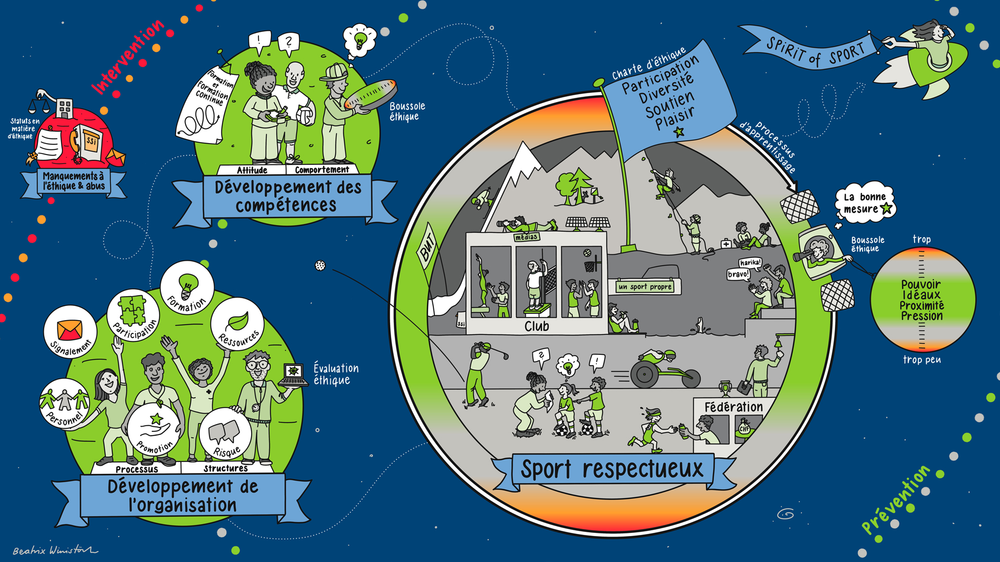 Intervention
Statuts en
matière
d'éthique
ssi
Manquements à
l'éthique & abus
!
?
Formation
et
Formation
Continue
Boussole
éthique
Attitude
Comportement
Développement des
compétences
SPiRiT of SPORT
Charte d'éthique
Participation
Diversité
Soutien
Plaisir
processus
d'apprentissage
La bonne
mesure
Boussole
éthique
trop
Pouvoir
Idéaux
Proximité
Pression
trop peu
BWT
médias
ssi
Club
un sport propre
harika!
bravo!
?
!
Fédération
CHF
Sport respectueux
Signalement
Participation
Formation
Ressources
Personnel
Promotion
Risque
Évaluation
éthique
Processus
Structures
Développement de
l'organisation
Prévention
Beatrix Winistörfer